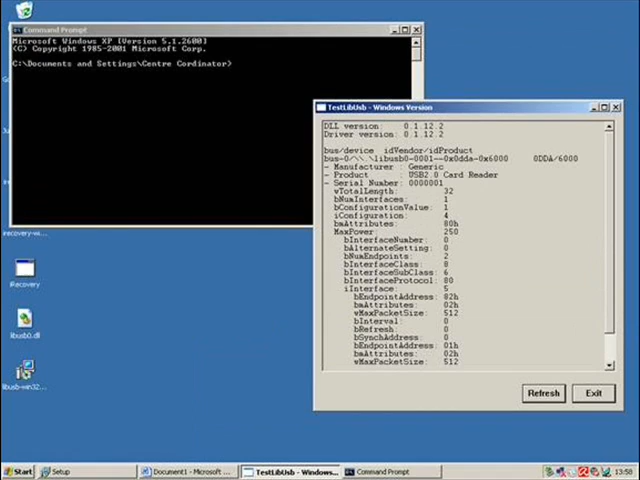 Command Prompt
Microsoft Windows XP [Version 5.1.2600]
(C) Copyright 1985-2001 Microsoft Corp.
C:\Documents and Settings\Centre Cordinator>
TestLibUsb - Windows Version
DLL version: 0.1.12.2
Driver version: 0.1.12.2
bus/device idVendor/idProduct
bus-0/\\.\libusb0-0001--0x0dda-0x6000 0DDA/6000
- Manufacturer : Generic
- Product : USB2.0 Card Reader
- Serial Number: 0000001
wTotalLength: 32
bNumInterfaces: 1
bConfigurationValue: 1
iConfiguration: 4
bmAttributes: 80h
MaxPower: 250
bInterfaceNumber: 0
bAlternateSetting: 0
bNumEndpoints: 2
bInterfaceClass: 8
bInterfaceSubClass: 6
bInterfaceProtocol: 80
iInterface: 5
bEndpointAddress: 82h
bmAttributes: 02h
wMaxPacketSize: 512
bInterval: 0
bRefresh: 0
bSynchAddress: 0
bEndpointAddress: 01h
bmAttributes: 02h
wMaxPacketSize: 512
Refresh Exit
irecovery-wi...
iRecovery
libusb0.dll
libusb-win32...
Start Setup Document1 - Microsoft ... TestLibUsb - Windows... Command Prompt 13:58